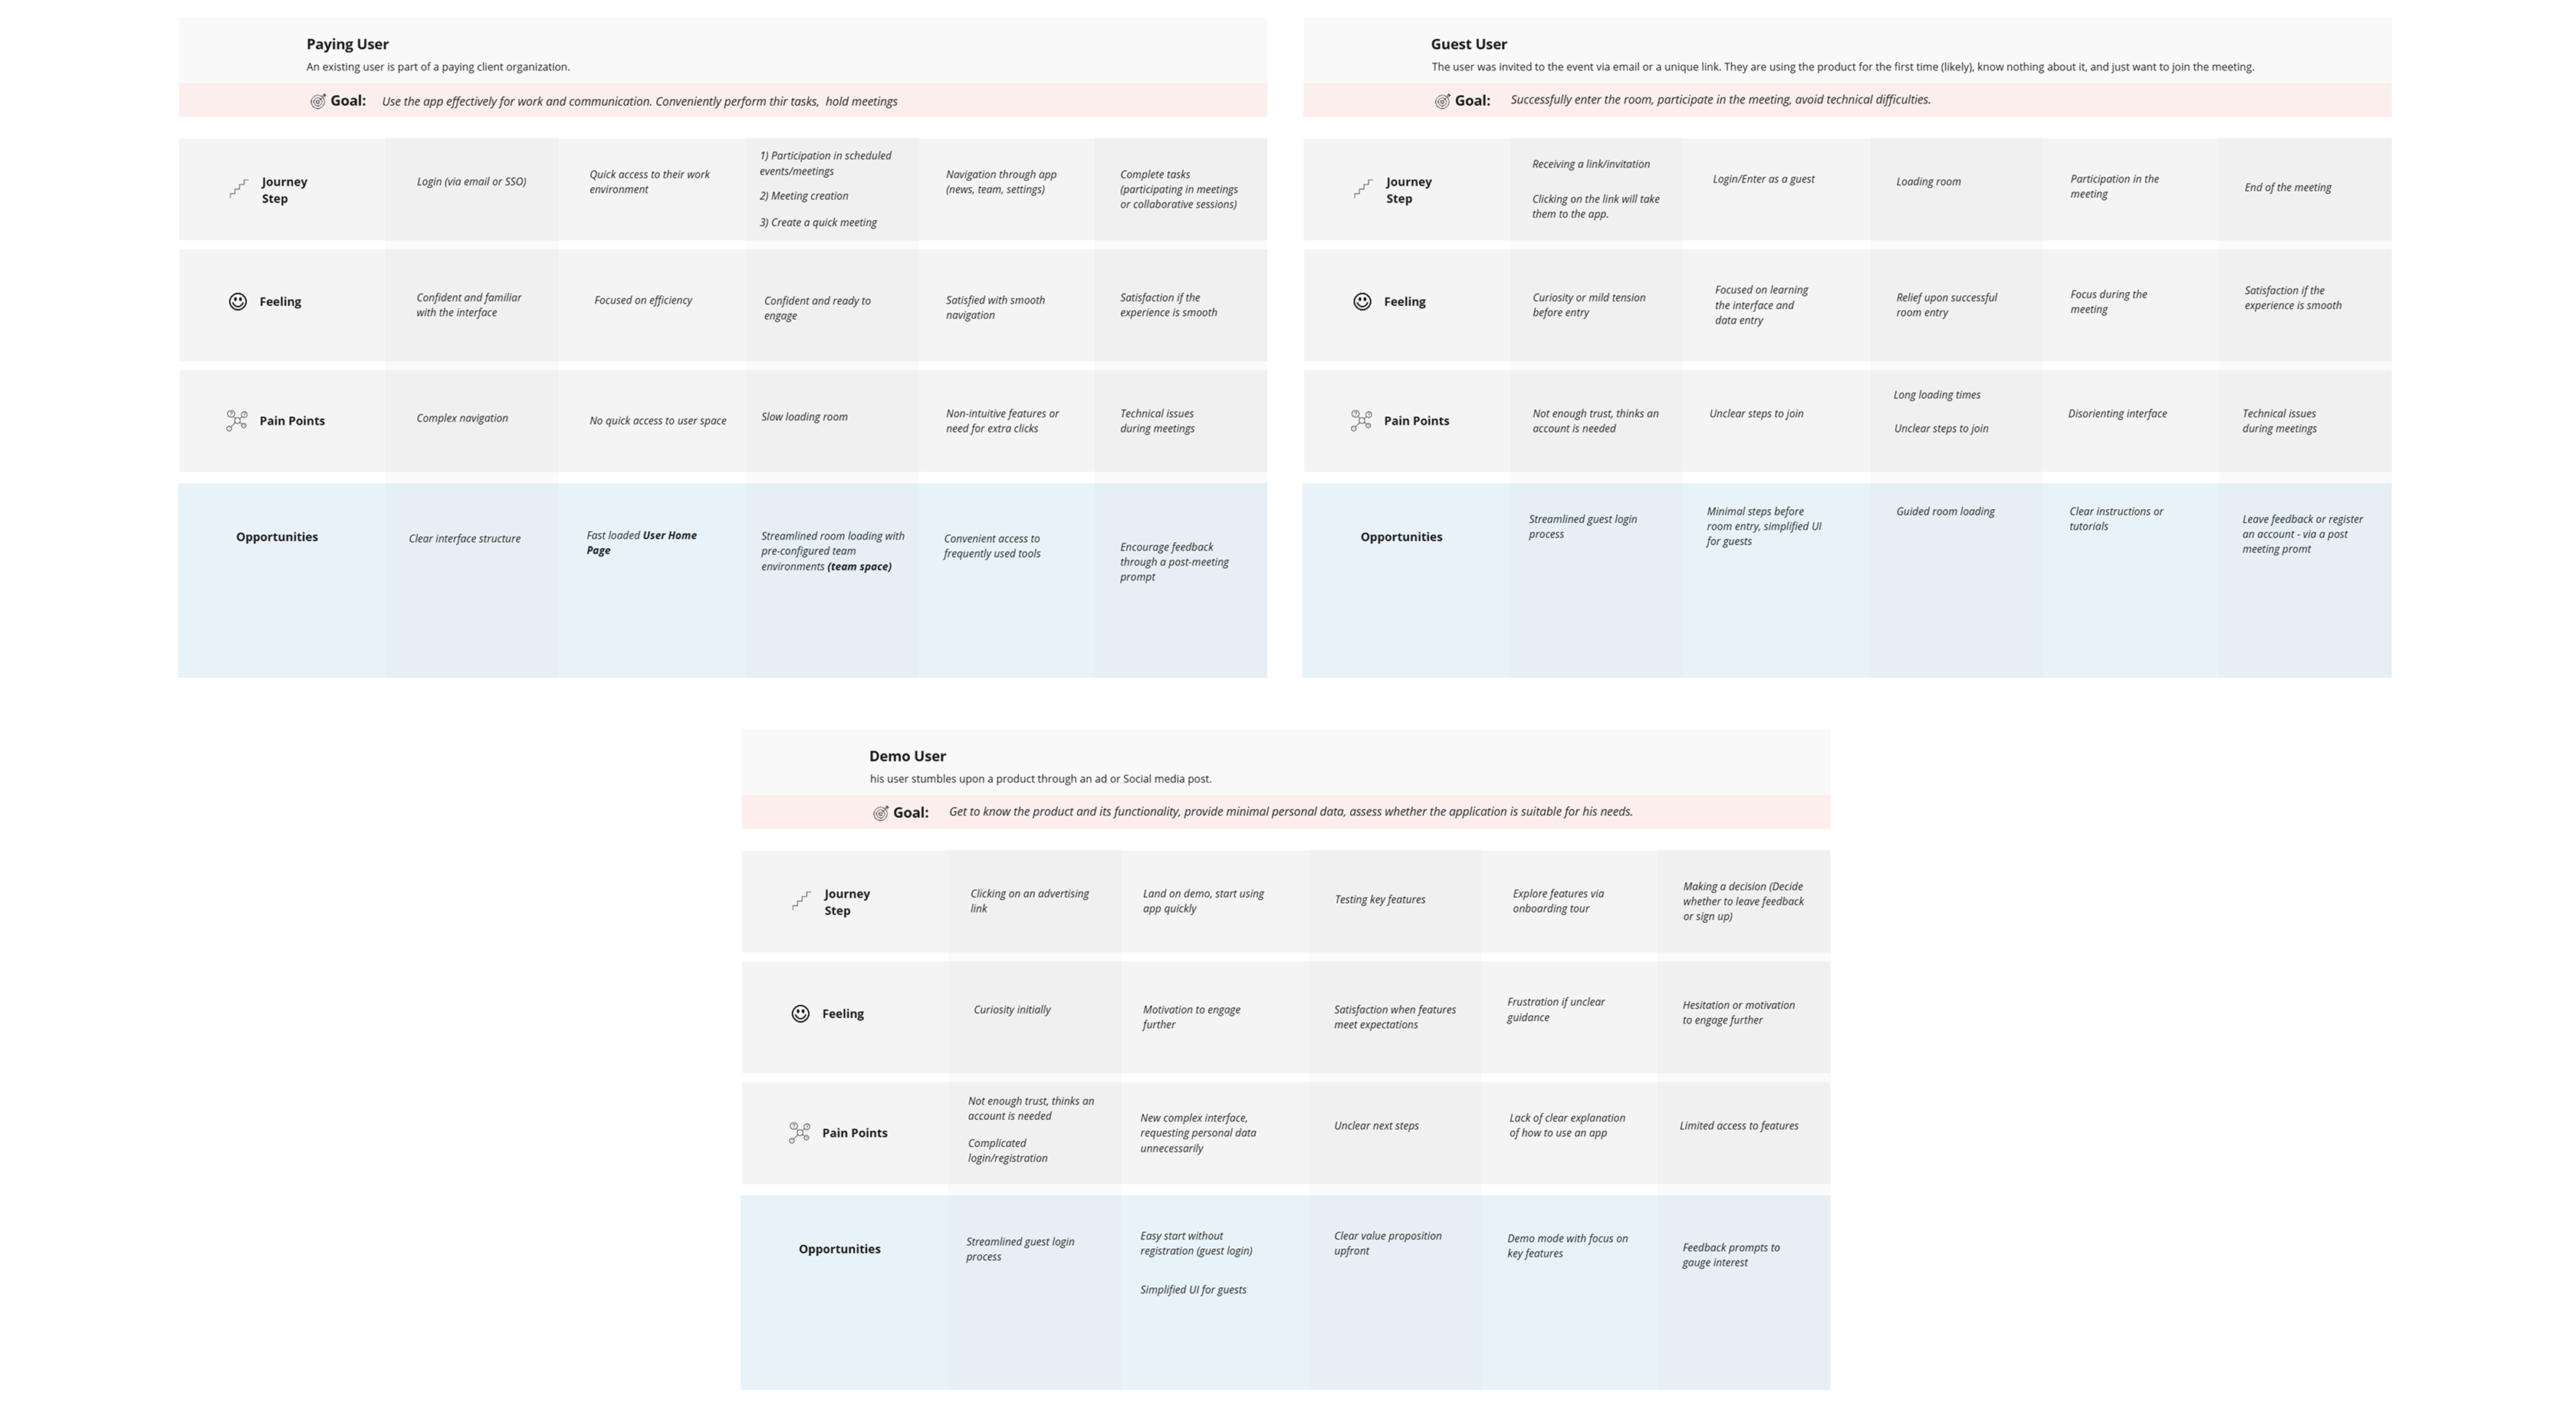 Paying User
An existing user is part of a paying client organization.
Goal: Use the app effectively for work and communication. Conveniently perform thir tasks, hold meetings
Journey
Step
Login (via email or SSO)
Quick access to their work
environment
1) Participation in scheduled
events/meetings
2) Meeting creation
3) Create a quick meeting
Navigation through app
(news, team, settings)
Complete tasks
(participating in meetings
or collaborative sessions)
Feeling
Confident and familiar
with the interface
Focused on efficiency
Confident and ready to
engage
Satisfied with smooth
navigation
Satisfaction if the
experience is smooth
Pain Points
Complex navigation
No quick access to user space
Slow loading room
Non-intuitive features or
need for extra clicks
Technical issues
during meetings
Opportunities
Clear interface structure
Fast loaded User Home
Page
Streamlined room loading with
pre-configured team
environments (team space)
Convenient access to
frequently used tools
Encourage feedback
through a post-meeting
prompt
Guest User
The user was invited to the event via email or a unique link. They are using the product for the first time (likely), know nothing about it, and just want to join the meeting.
Goal: Successfully enter the room, participate in the meeting, avoid technical difficulties.
Journey
Step
Receiving a link/invitation
Clicking on the link will take
them to the app.
Login/Enter as a guest
Loading room
Participation in the
meeting
End of the meeting
Feeling
Curiosity or mild tension
before entry
Focused on learning
the interface and
data entry
Relief upon successful
room entry
Focus during the
meeting
Satisfaction if the
experience is smooth
Pain Points
Not enough trust, thinks an
account is needed
Unclear steps to join
Long loading times
Unclear steps to join
Disorienting interface
Technical issues
during meetings
Opportunities
Streamlined guest login
process
Minimal steps before
room entry, simplified UI
for guests
Guided room loading
Clear instructions or
tutorials
Leave feedback or register
an account - via a post
meeting promt
Demo User
his user stumbles upon a product through an ad or Social media post.
Goal: Get to know the product and its functionality, provide minimal personal data, assess whether the application is suitable for his needs.
Journey
Step
Clicking on an advertising
link
Land on demo, start using
app quickly
Testing key features
Explore features via
onboarding tour
Making a decision (Decide
whether to leave feedback
or sign up)
Feeling
Curiosity initially
Motivation to engage
further
Satisfaction when features
meet expectations
Frustration if unclear
guidance
Hesitation or motivation
to engage further
Pain Points
Not enough trust, thinks an
account is needed
Complicated
login/registration
New complex interface,
requesting personal data
unnecessarily
Unclear next steps
Lack of clear explanation
of how to use an app
Limited access to features
Opportunities
Streamlined guest login
process
Easy start without
registration (guest login)
Simplified UI for guests
Clear value proposition
upfront
Demo mode with focus on
key features
Feedback prompts to
gauge interest